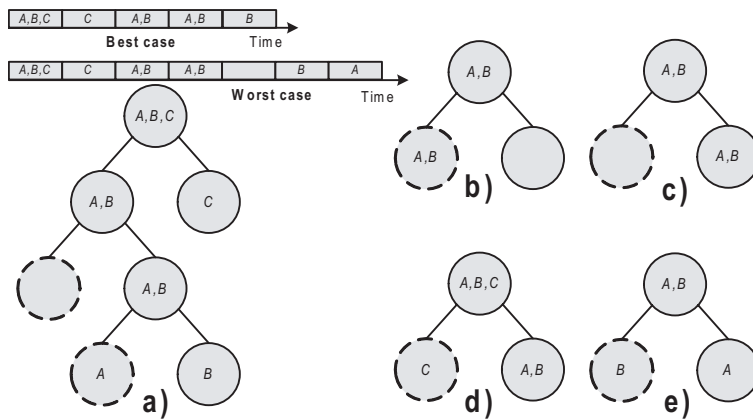 A,B,C C A,B A,B B
Best case Time
A,B,C C A,B A,B B A
Worst case Time
A,B,C
A,B C
A,B
A B
a)
A,B
A,B
b)
A,B
A,B
c)
A,B,C
C A,B
d)
A,B
B A
e)